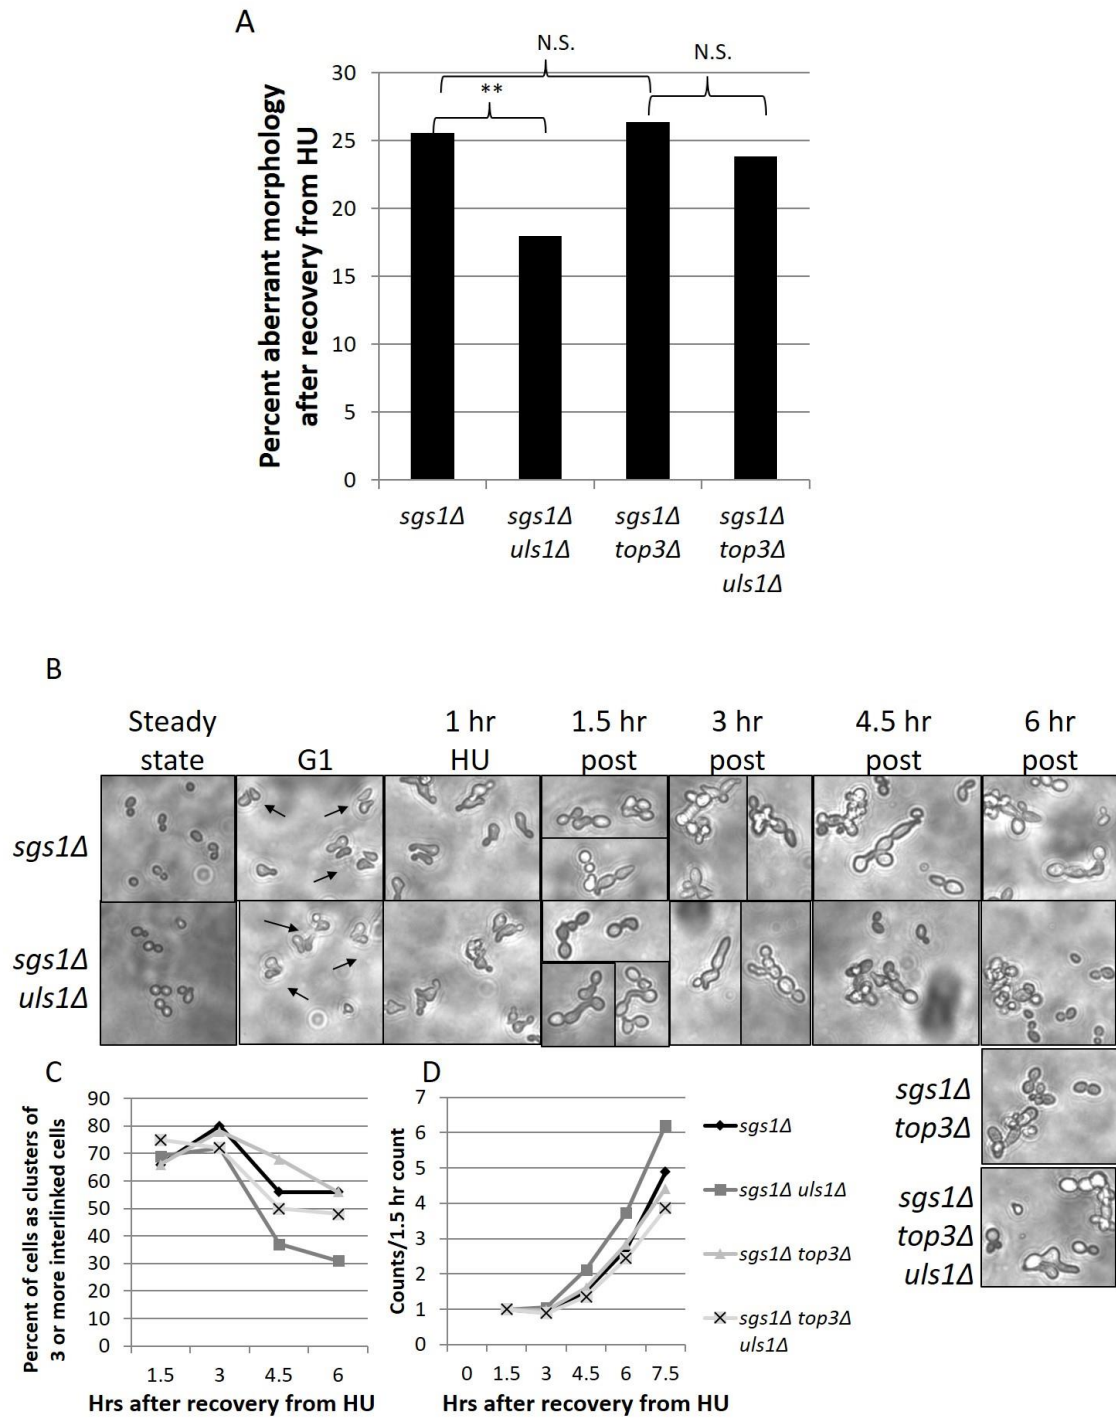 A
Percent aberrant morphology
after recovery from HU
N.S.
N.S.
**
30
25
20
15
10
5
0
sgs1Δ
sgs1Δ
uls1Δ
sgs1Δ
top3Δ
sgs1Δ
top3Δ
uls1Δ
B
Steady
state
G1
1 hr
HU
1.5 hr
post
3 hr
post
4.5 hr
post
6 hr
post
sgs1Δ
sgs1Δ
uls1Δ
sgs1Δ
top3Δ
sgs1Δ
top3Δ
uls1Δ
C
Percent of cells as clusters of
3 or more interlinked cells
90
80
70
60
50
40
30
20
10
0
1.5 3 4.5 6
Hrs after recovery from HU
D
Counts/1.5 hr count
7
6
5
4
3
2
1
0
0 1.5 3 4.5 6 7.5
Hrs after recovery from HU
sgs1Δ
sgs1Δ uls1Δ
sgs1Δ top3Δ
sgs1Δ top3Δ
uls1Δ